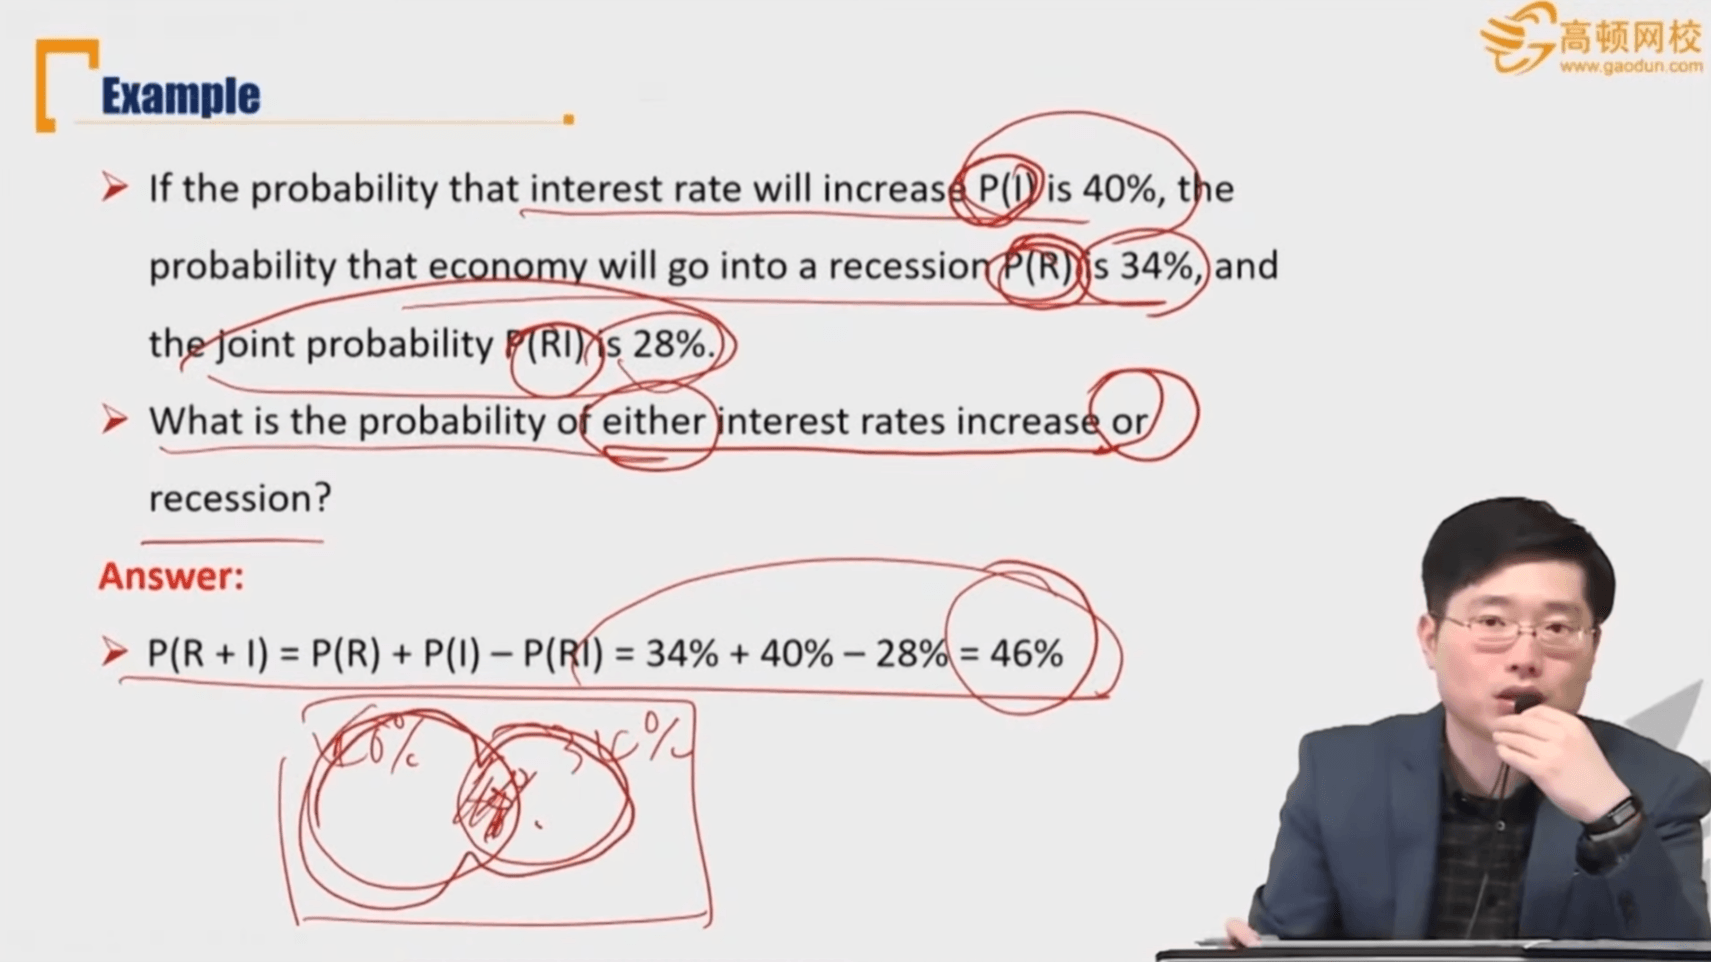 高顿网校
www.gaodun.com
Example
If the probability that interest rate will increase P(I) is 40%, the
probability that economy will go into a recession P(R) is 34%, and
the joint probability P(RI) is 28%.
What is the probability of either interest rates increase or
recession?
Answer:
P(R + I) = P(R) + P(I) – P(RI) = 34% + 40% – 28% = 46%